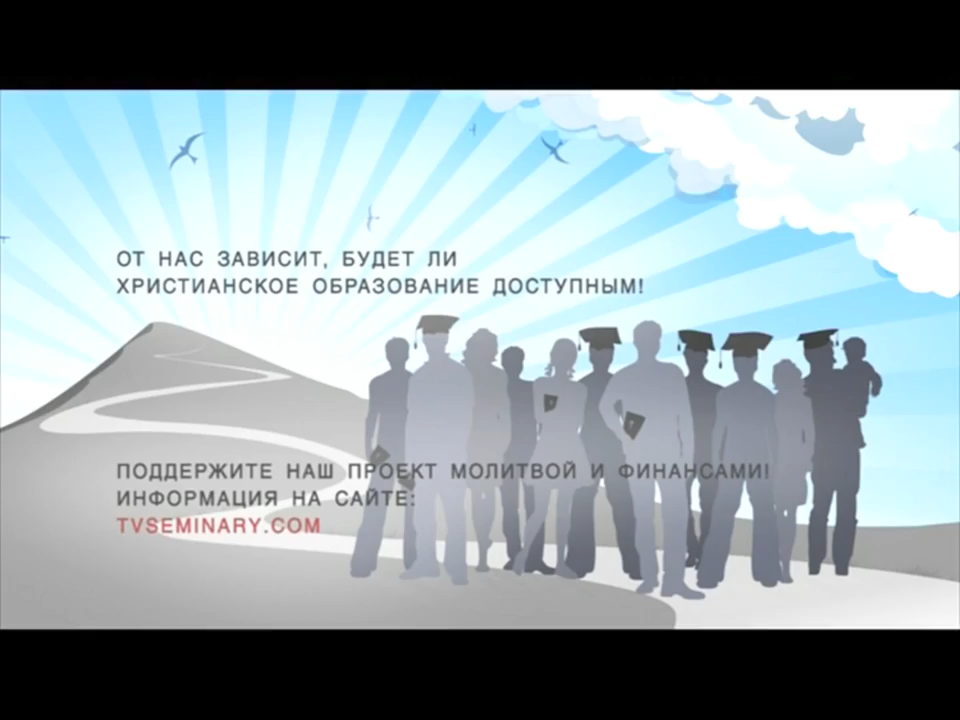 ОТ НАС ЗАВИСИТ, БУДЕТ ЛИ
ХРИСТИАНСКОЕ ОБРАЗОВАНИЕ ДОСТУПНЫМ!
ПОДДЕРЖИТЕ НАШ ПРОЕКТ МОЛИТВОЙ И ФИНАНСАМИ!
ИНФОРМАЦИЯ НА САЙТЕ:
TVSEMINARY.COM